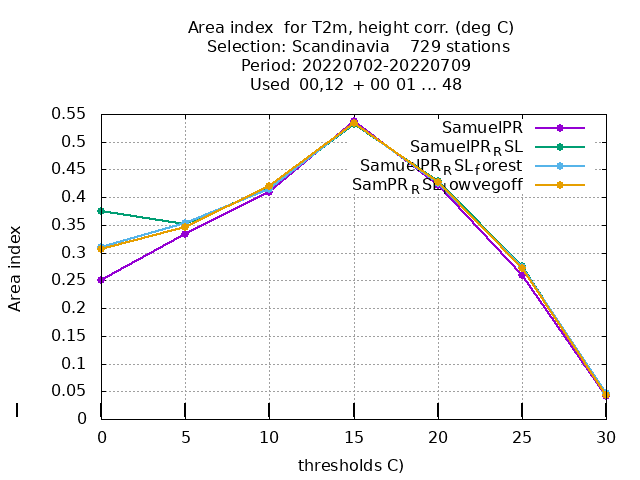 Area index  for T2m, height corr. (deg C)
Selection: Scandinavia    729 stations
Period: 20220702-20220709
Used  00,12  + 00 01 ... 48
SamuelPR
SamuelPR_RSL
SamuelPR_RSL_forest
SamPR_RSL_lowvegoff
0.55
0.5
0.45
0.4
0.35
0.3
0.25
0.2
0.15
0.1
0.05
0
Area index
0 5 10 15 20 25 30
thresholds C)